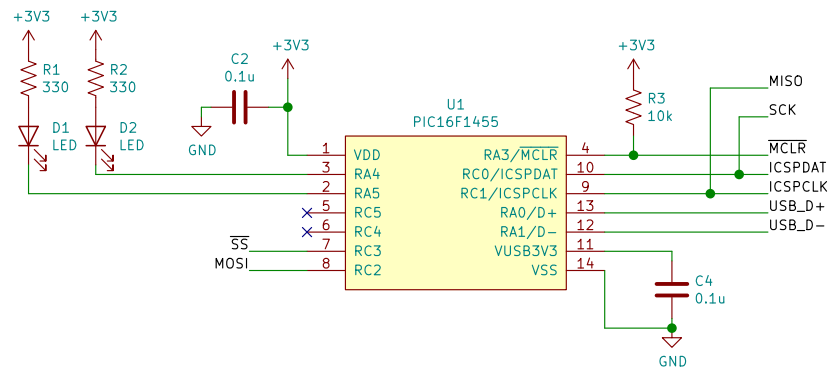 +3V3
+3V3
R1
330
R2
330
D1
LED
D2
LED
C2
0.1u
+3V3
GND
U1
PIC16F1455
1
VDD
3
RA4
2
RA5
5
RC5
6
RC4
SS
7
RC3
MOSI
8
RC2
+3V3
R3
10k
MISO
SCK
RA3/MCLR
4
MCLR
RC0/ICSPDAT
10
ICSPDAT
RC1/ICSPCLK
9
ICSPCLK
RA0/D+
13
USB_D+
RA1/D-
12
USB_D-
VUSB3V3
11
VSS
14
C4
0.1u
GND